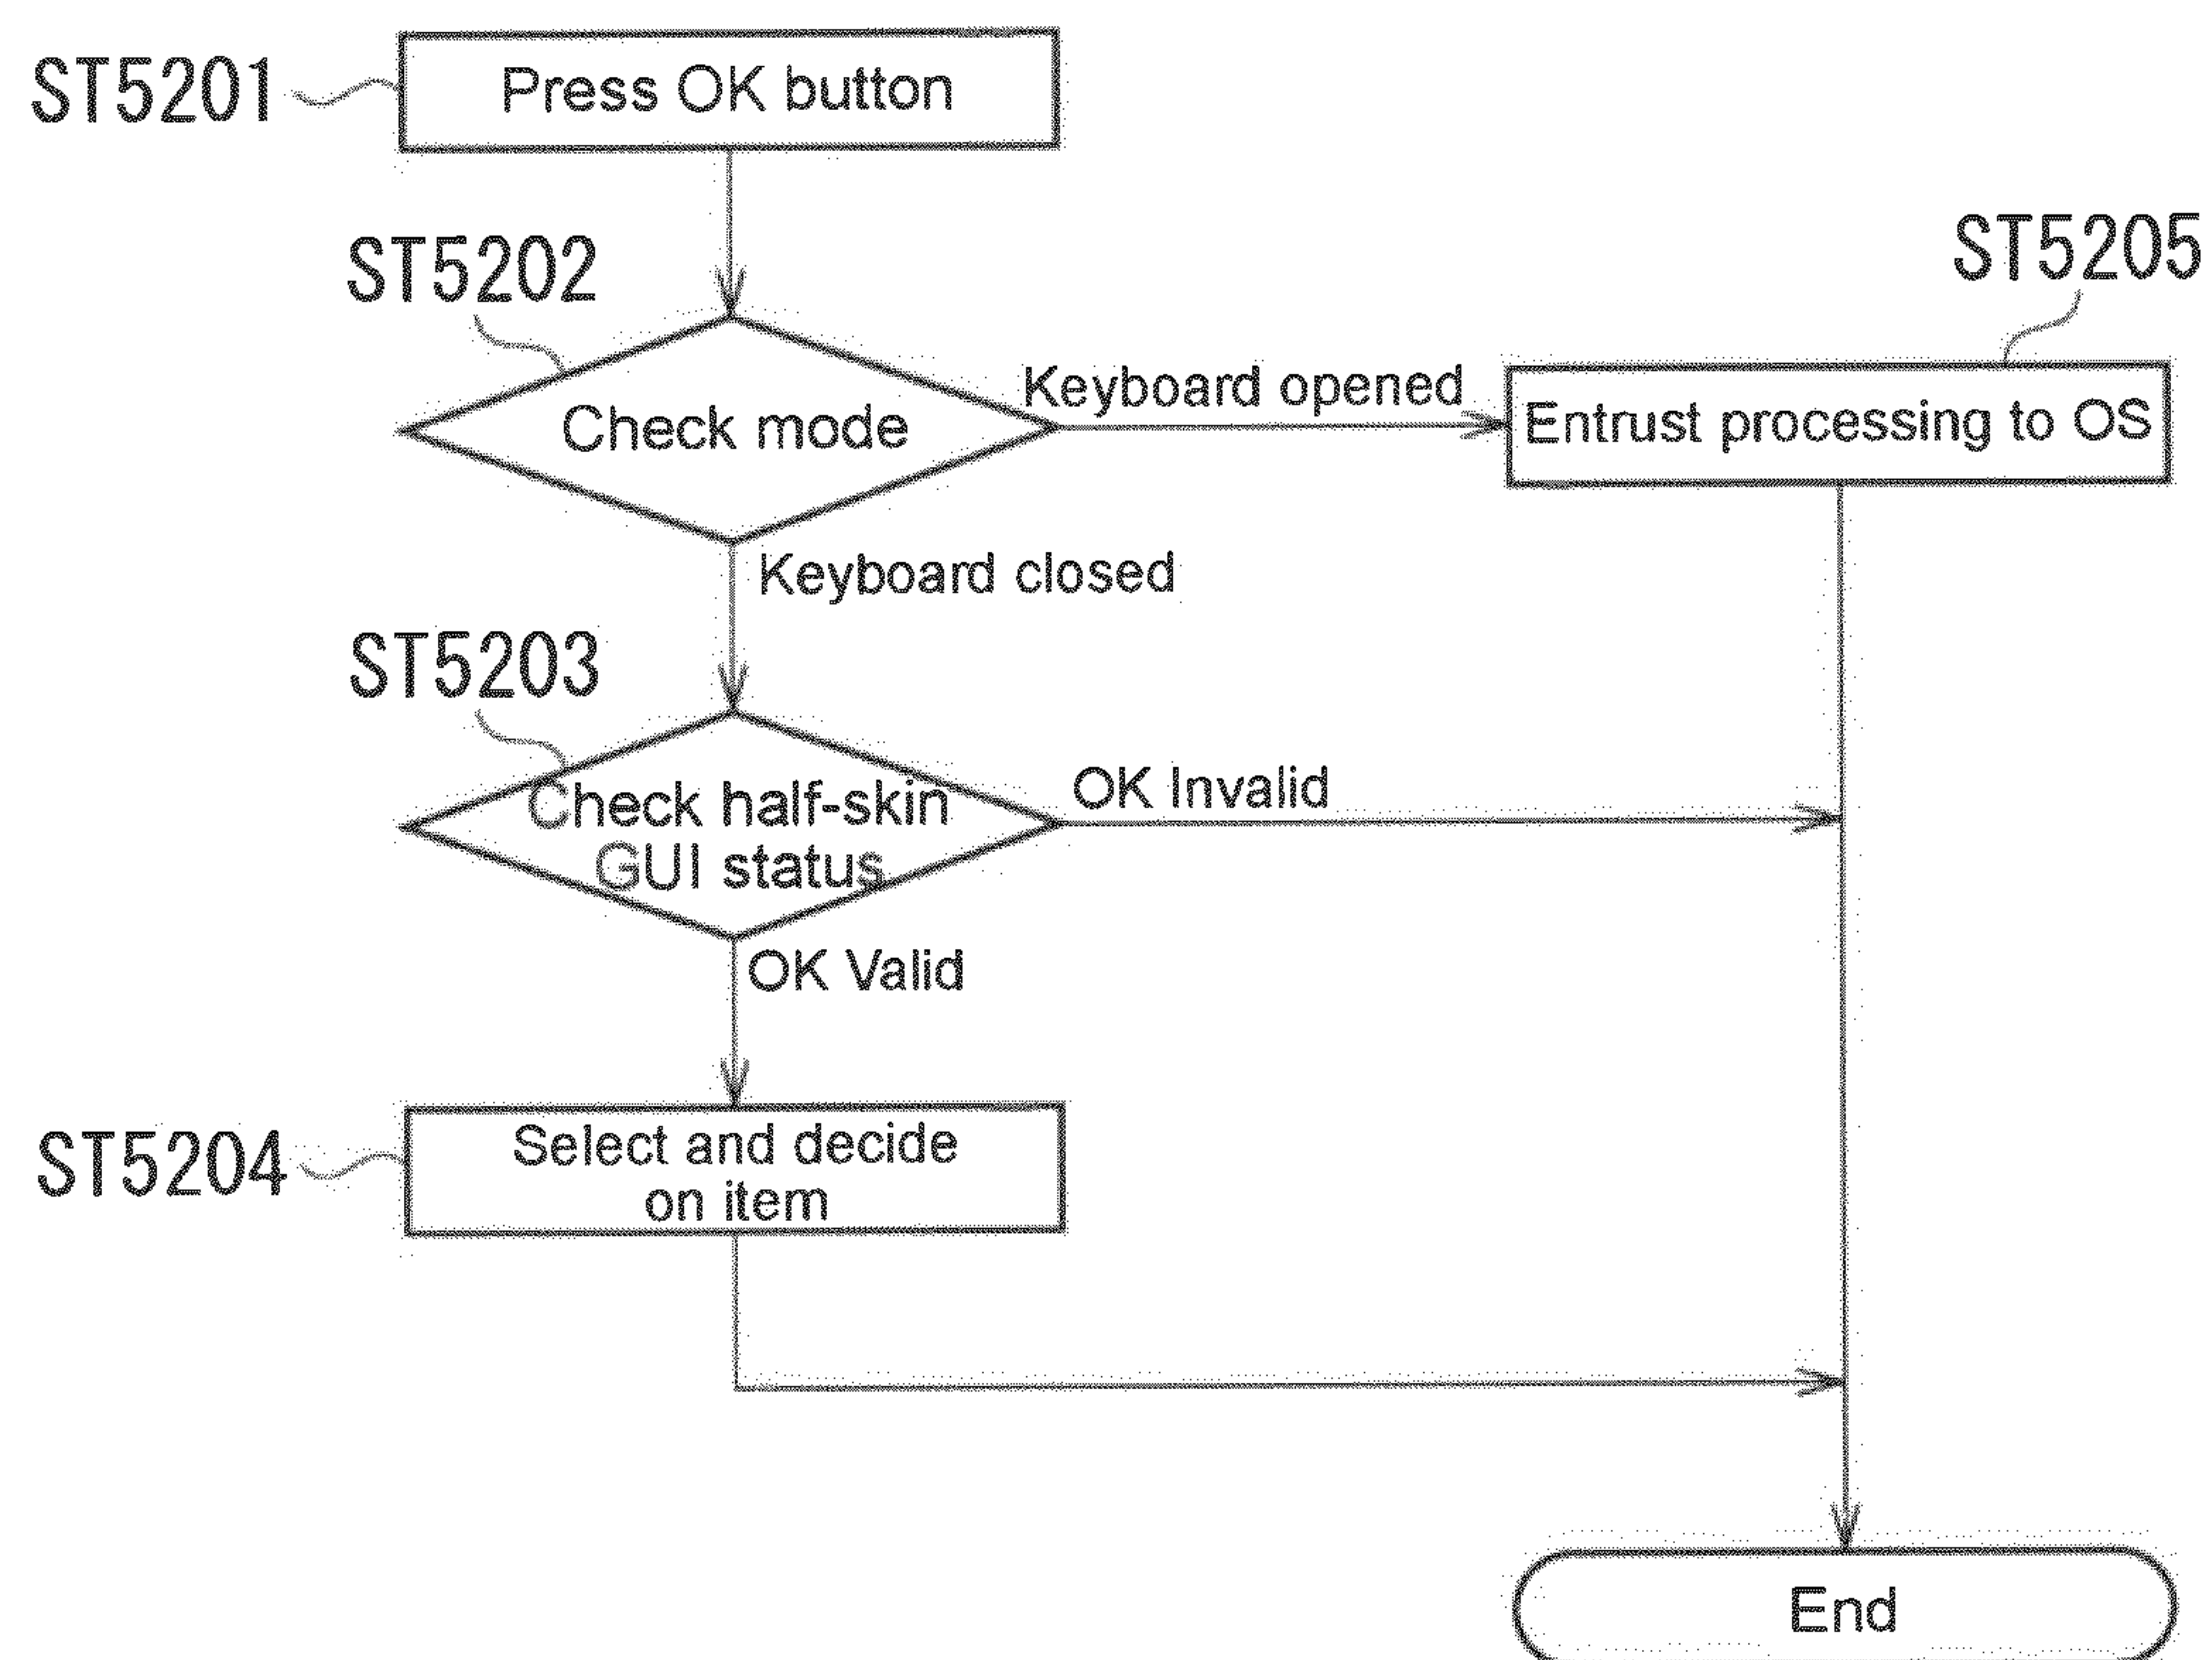 ST5201
Press OK button
ST5202
ST5205
Check mode
Keyboard opened
Entrust processing to OS
Keyboard closed
ST5203
Check half-skin
GUI status
OK Invalid
OK Valid
ST5204
Select and decide
on item
End